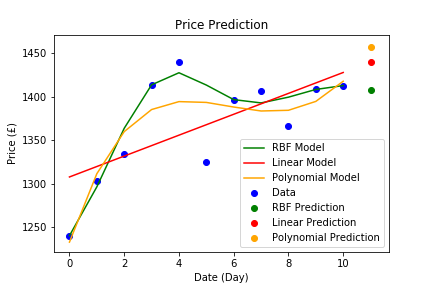 Price Prediction
Price (£)
1450
1400
1350
1300
1250
0
2
4
6
8
10
Date (Day)
RBF Model
Linear Model
Polynomial Model
Data
RBF Prediction
Linear Prediction
Polynomial Prediction